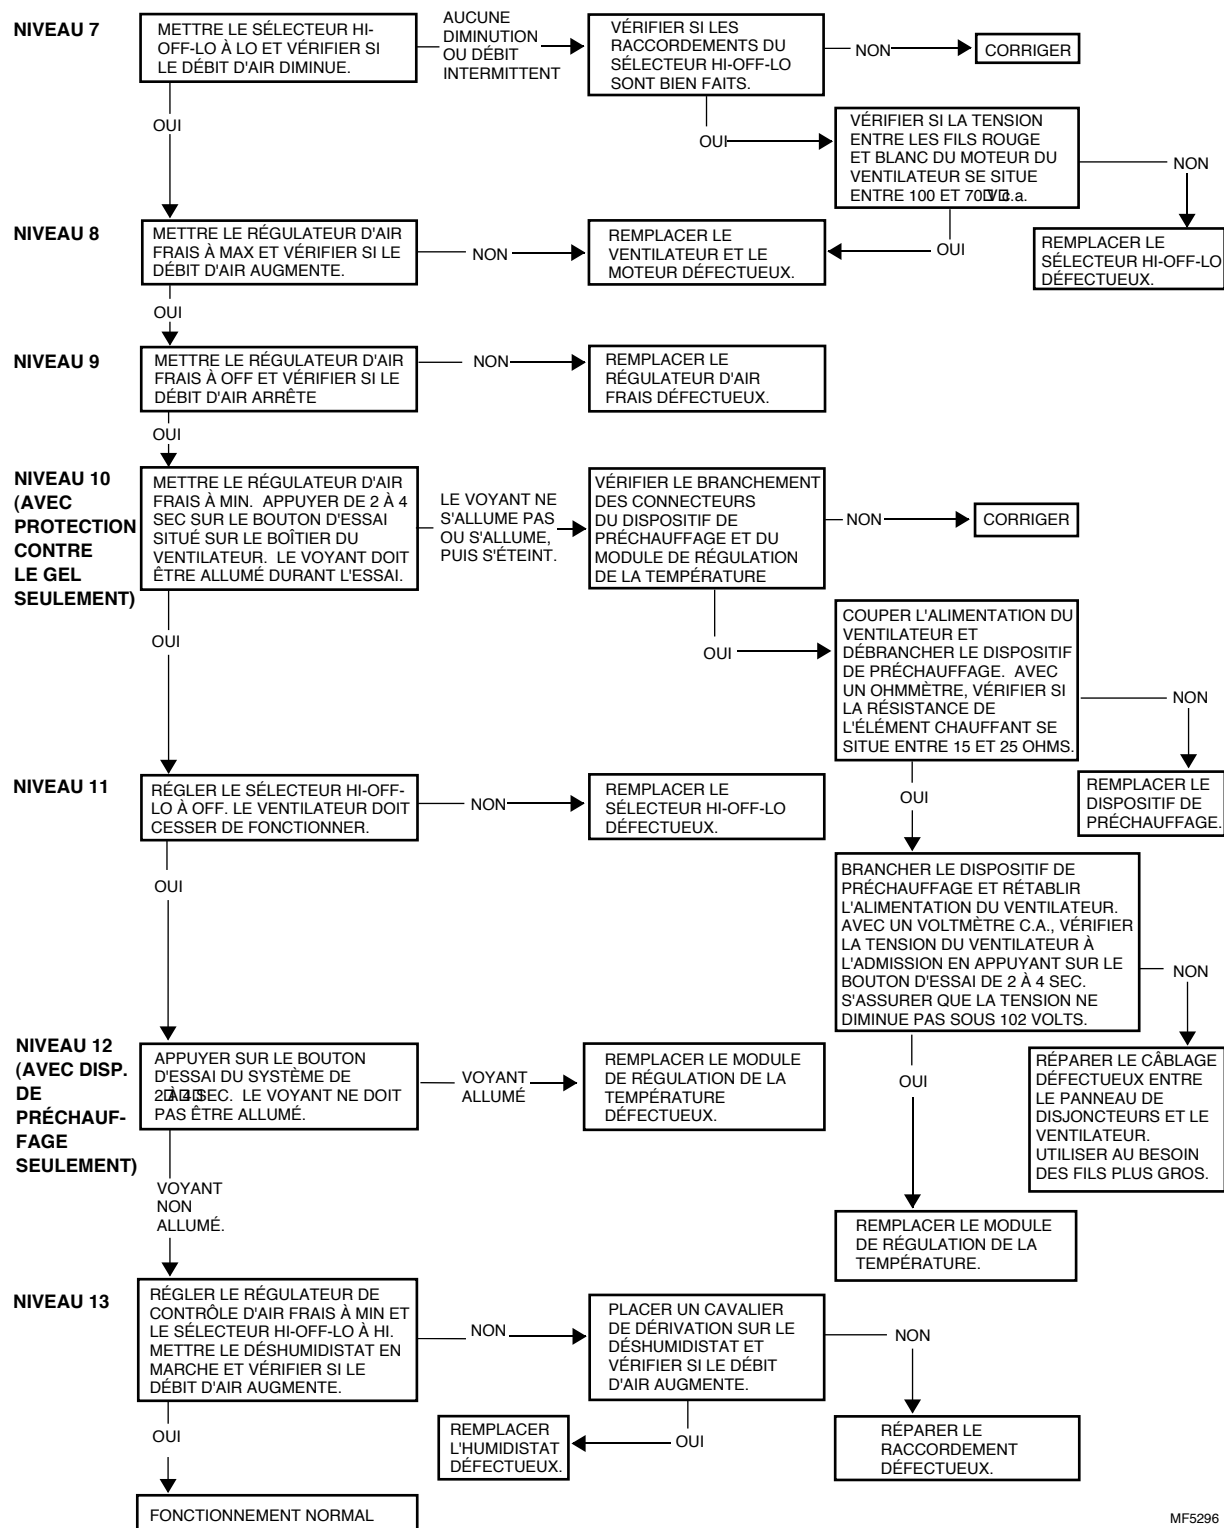 NIVEAU 7
METTRE LE SÉLECTEUR HI-
OFF-LO À LO ET VÉRIFIER SI
LE DÉBIT D'AIR DIMINUE.
AUCUNE
DIMINUTION
OU DÉBIT
INTERMITTENT
VÉRIFIER SI LES
RACCORDEMENTS DU
SÉLECTEUR HI-OFF-LO
SONT BIEN FAITS.
NON
CORRIGER
OUI
OUI
VÉRIFIER SI LA TENSION
ENTRE LES FILS ROUGE
ET BLANC DU MOTEUR DU
VENTILATEUR SE SITUE
ENTRE 100 ET 70 V c.a.
NON
REMPLACER LE
SÉLECTEUR HI-OFF-LO
DÉFECTUEUX.
OUI
NIVEAU 8
METTRE LE RÉGULATEUR D'AIR
FRAIS À MAX ET VÉRIFIER SI LE
DÉBIT D'AIR AUGMENTE.
NON
REMPLACER LE
VENTILATEUR ET LE
MOTEUR DÉFECTUEUX.
OUI
NIVEAU 9
METTRE LE RÉGULATEUR D'AIR
FRAIS À OFF ET VÉRIFIER SI LE
DÉBIT D'AIR ARRÊTE
NON
REMPLACER LE
RÉGULATEUR D'AIR
FRAIS DÉFECTUEUX.
OUI
NIVEAU 10
(AVEC
PROTECTION
CONTRE
LE GEL
SEULEMENT)
METTRE LE RÉGULATEUR D'AIR
FRAIS À MIN. APPUYER DE 2 À 4
SEC SUR LE BOUTON D'ESSAI
SITUÉ SUR LE BOÎTIER DU
VENTILATEUR. LE VOYANT DOIT
ÊTRE ALLUMÉ DURANT L'ESSAI.
LE VOYANT NE
S'ALLUME PAS
OU S'ALLUME,
PUIS S'ÉTEINT.
VÉRIFIER LE BRANCHEMENT
DES CONNECTEURS
DU DISPOSITIF DE
PRÉCHAUFFAGE ET DU
MODULE DE RÉGULATION
DE LA TEMPÉRATURE
NON
CORRIGER
OUI
OUI
COUPER L'ALIMENTATION DU
VENTILATEUR ET
DÉBRANCHER LE DISPOSITIF
DE PRÉCHAUFFAGE. AVEC
UN OHMMÈTRE, VÉRIFIER SI
LA RÉSISTANCE DE
L'ÉLÉMENT CHAUFFANT SE
SITUE ENTRE 15 ET 25 OHMS.
NON
REMPLACER LE
DISPOSITIF DE
PRÉCHAUFFAGE.
OUI
NIVEAU 11
RÉGLER LE SÉLECTEUR HI-OFF-
LO À OFF. LE VENTILATEUR DOIT
CESSER DE FONCTIONNER.
NON
REMPLACER LE
SÉLECTEUR HI-OFF-LO
DÉFECTUEUX.
OUI
BRANCHER LE DISPOSITIF DE
PRÉCHAUFFAGE ET RÉTABLIR
L'ALIMENTATION DU VENTILATEUR.
AVEC UN VOLTMÈTRE C.A., VÉRIFIER
LA TENSION DU VENTILATEUR À
L'ADMISSION EN APPUYANT SUR LE
BOUTON D'ESSAI DE 2 À 4 SEC.
S'ASSURER QUE LA TENSION NE
DIMINUE PAS SOUS 102 VOLTS.
NON
RÉPARER LE CÂBLAGE
DÉFECTUEUX ENTRE
LE PANNEAU DE
DISJONCTEURS ET LE
VENTILATEUR.
UTILISER AU BESOIN
DES FILS PLUS GROS.
OUI
REMPLACER LE MODULE
DE RÉGULATION DE LA
TEMPÉRATURE.
NIVEAU 12
(AVEC DISP.
DE
PRÉCHAUF-
FAGE
SEULEMENT)
APPUYER SUR LE BOUTON
D'ESSAI DU SYSTÈME DE
2 À 4 SEC. LE VOYANT NE DOIT
PAS ÊTRE ALLUMÉ.
VOYANT
ALLUMÉ
REMPLACER LE MODULE
DE RÉGULATION DE LA
TEMPÉRATURE
DÉFECTUEUX.
VOYANT
NON
ALLUMÉ.
NIVEAU 13
RÉGLER LE RÉGULATEUR DE
CONTRÔLE D'AIR FRAIS À MIN ET
LE SÉLECTEUR HI-OFF-LO À HI.
METTRE LE DÉSHUMIDISTAT EN
MARCHE ET VÉRIFIER SI LE
DÉBIT D'AIR AUGMENTE.
NON
PLACER UN CAVALIER
DE DÉRIVATION SUR LE
DÉSHUMIDISTAT ET
VÉRIFIER SI LE DÉBIT
D'AIR AUGMENTE.
NON
RÉPARER LE
RACCORDEMENT
DÉFECTUEUX.
OUI
REMPLACER
L'HUMIDISTAT
DÉFECTUEUX.
OUI
FONCTIONNEMENT NORMAL
MF5296